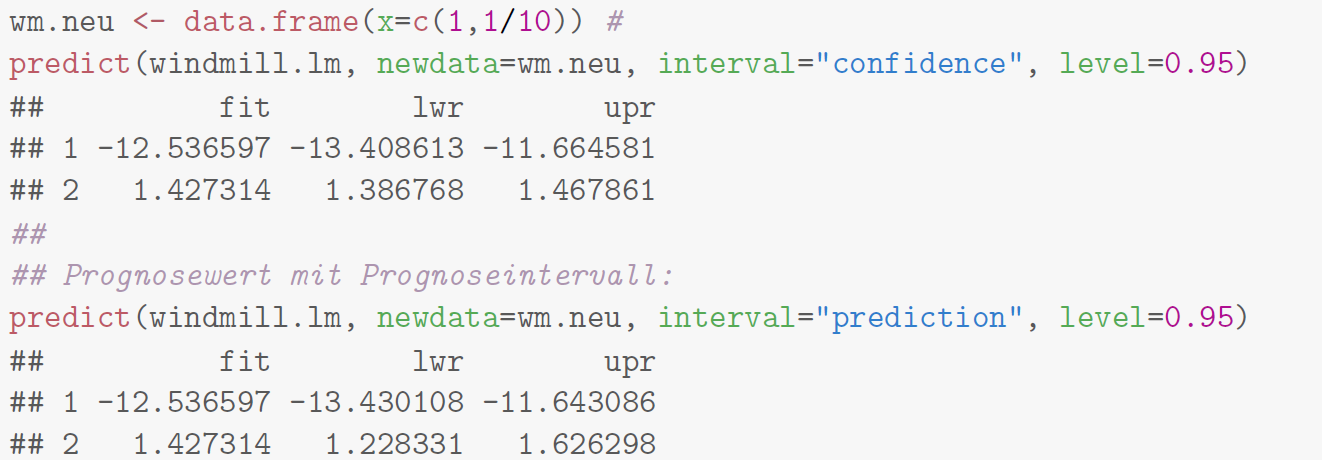 wm.neu <- data.frame(x=c(1,1/10)) #
predict(windmill.lm, newdata=wm.neu, interval="confidence", level=0.95)
##          fit        lwr        upr
## 1 -12.536597 -13.408613 -11.664581
## 2   1.427314   1.386768   1.467861
##
## Prognosewert mit Prognoseintervall:
predict(windmill.lm, newdata=wm.neu, interval="prediction", level=0.95)
##          fit        lwr        upr
## 1 -12.536597 -13.430108 -11.643086
## 2   1.427314   1.228331   1.626298